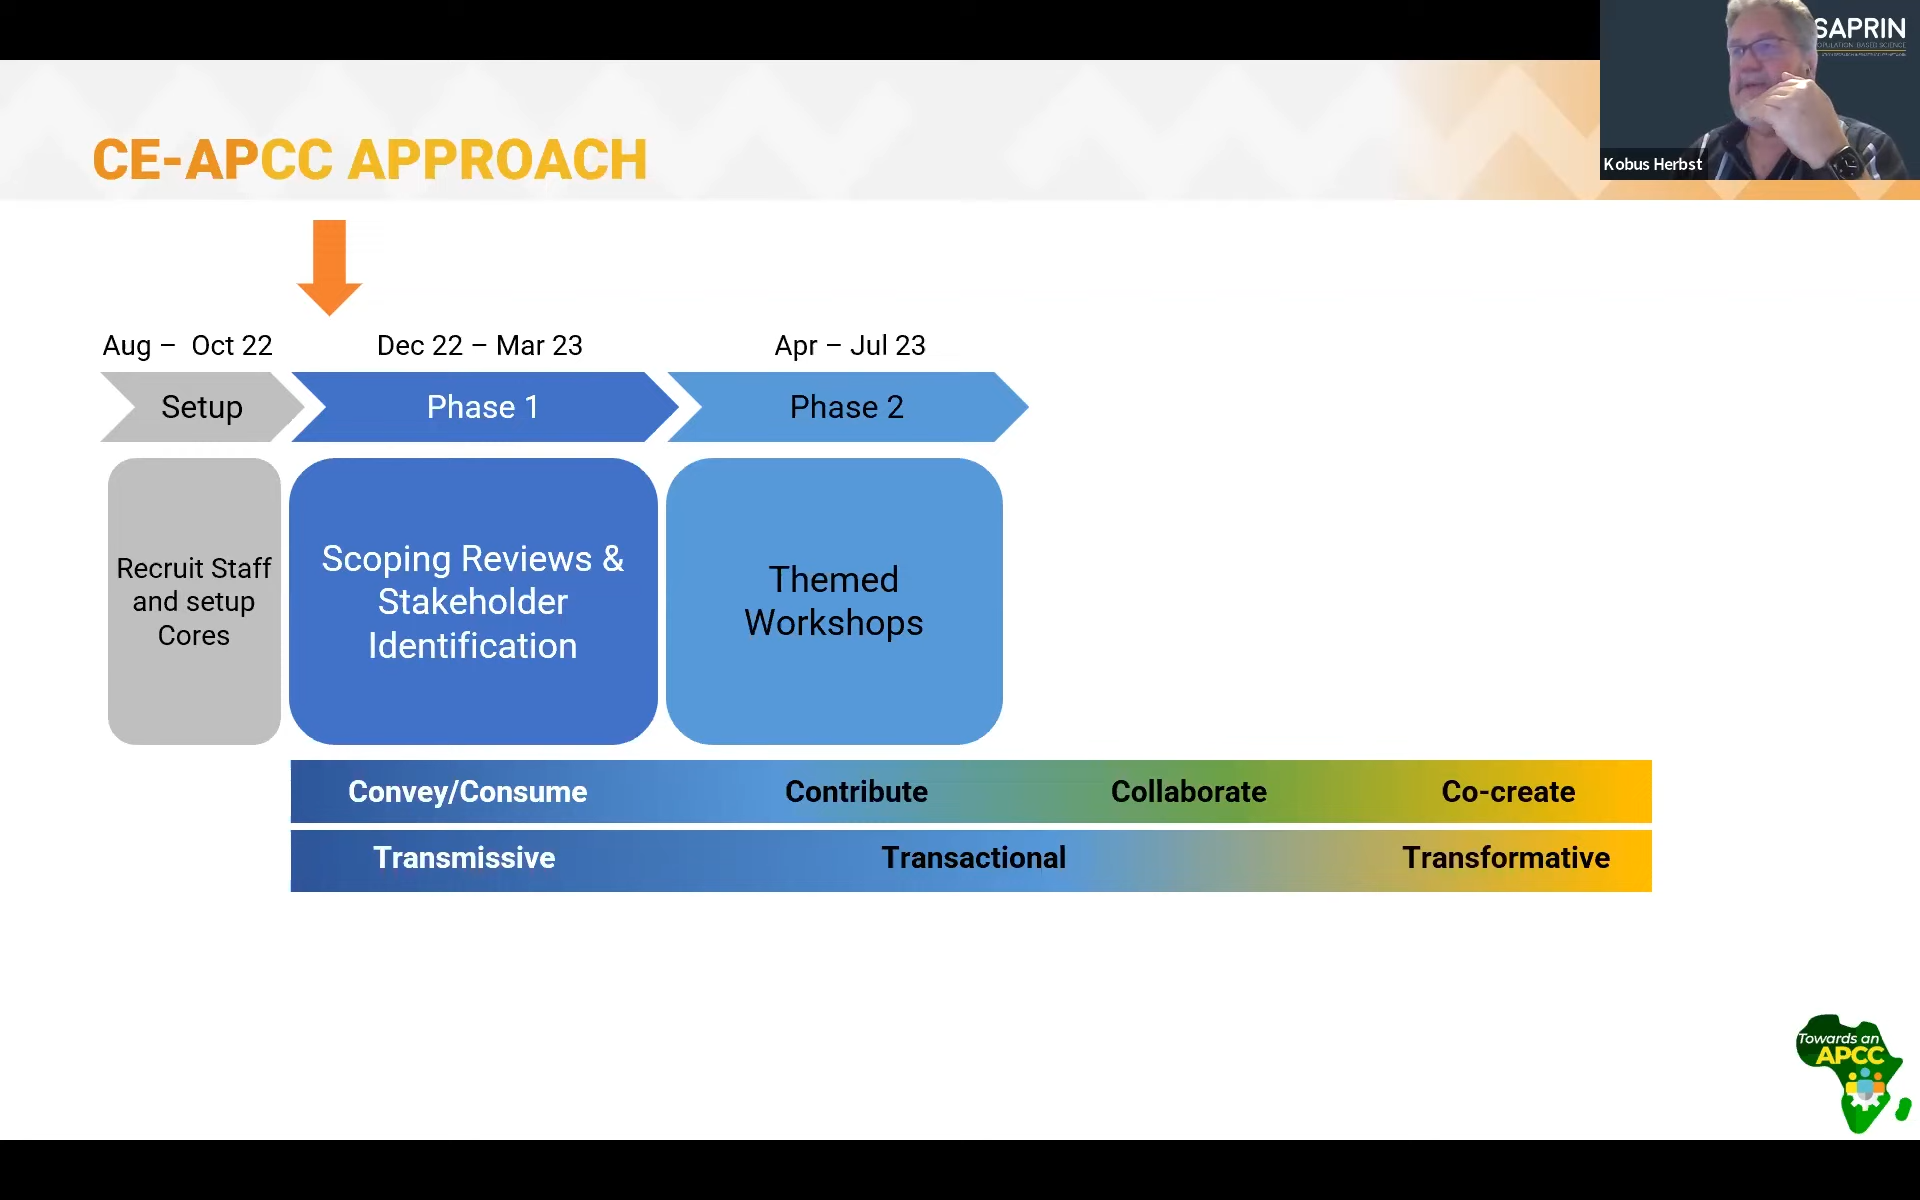 SAPRIN
Kobus Herbst
CE-APCC APPROACH
Aug – Oct 22
Dec 22 – Mar 23
Apr – Jul 23
Setup
Phase 1
Phase 2
Recruit Staff
and setup
Cores
Scoping Reviews &
Stakeholder
Identification
Themed
Workshops
Convey/Consume
Contribute
Collaborate
Co-create
Transmissive
Transactional
Transformative
Towards an
APCC